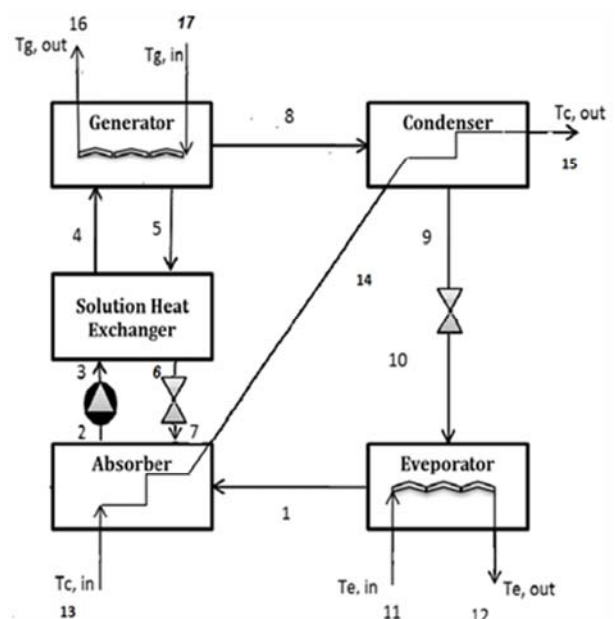 16
17
Tg, out
Tg, in
Generator
8
Condenser
Tc, out
15
4
5
9
14
Solution Heat
Exchanger
3
6
10
2
7
Absorber
Eveporator
1
Tc, in
Te, in
Te, out
13
11
12